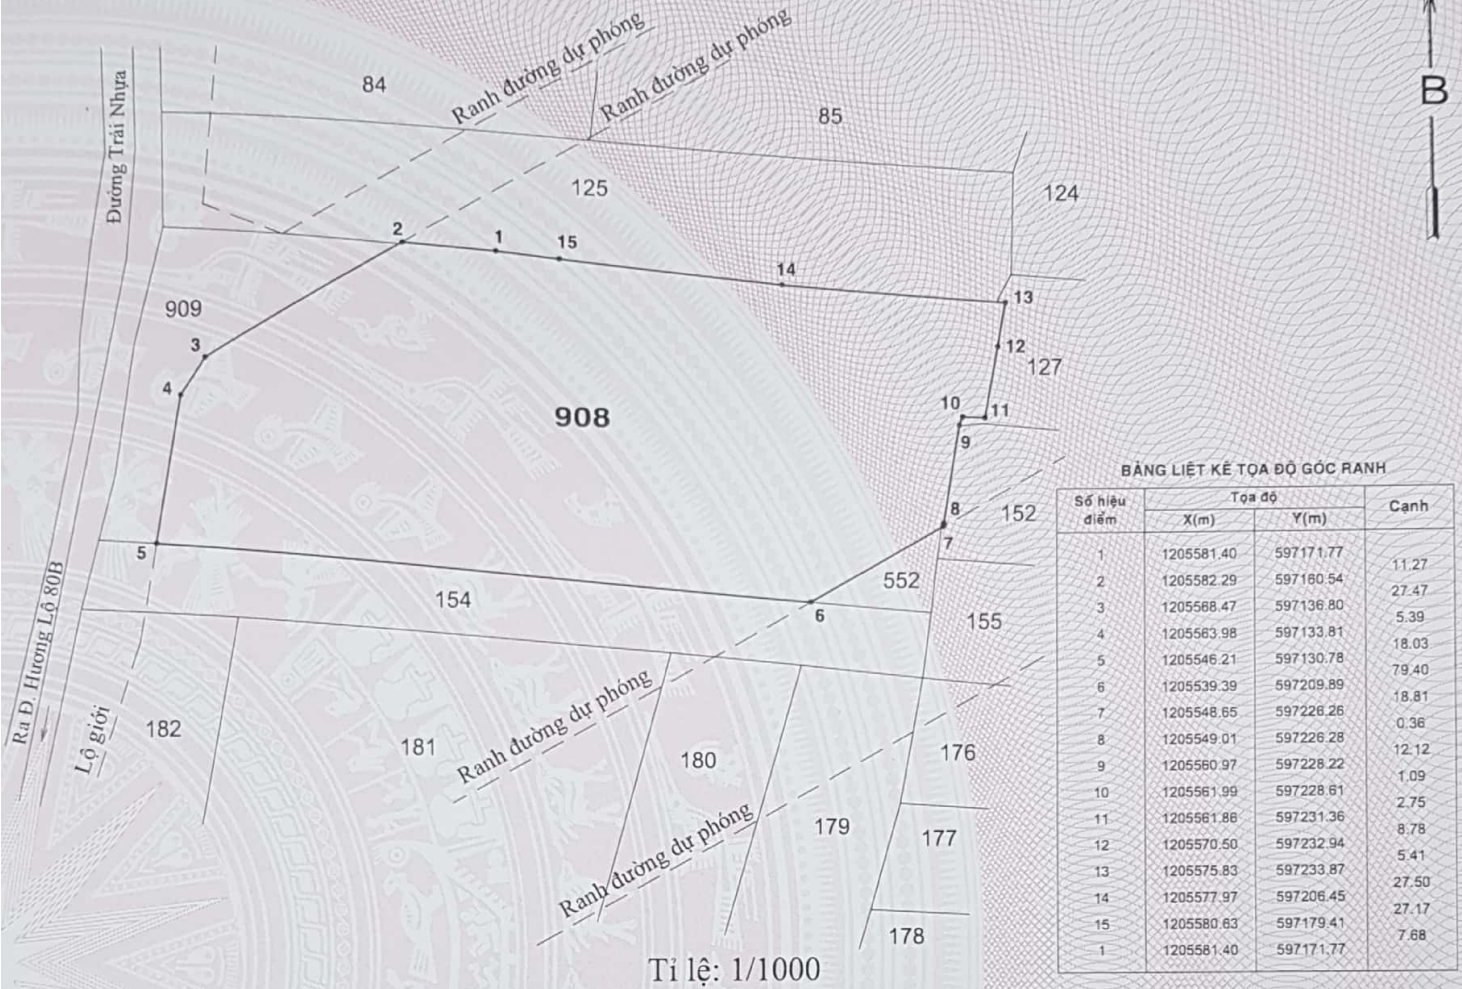 84
Ranh đường dự phóng
Ranh đường dự phóng
85
B
Đường Trải Nhựa
125
124
2
1
15
14
13
909
3
12
127
4
908
10
11
9
BẢNG LIỆT KÊ TỌA ĐỘ GÓC RANH
Số hiệu điểm Tọa độ Cạnh
X(m) Y(m)
1 1205581.40 597171.77
11.27
2 1205582.29 597160.54
27.47
3 1205568.47 597136.80
5.39
4 1205563.98 597133.81
18.03
5 1205546.21 597130.78
79.40
6 1205539.39 597209.89
18.81
7 1205548.65 597226.26
0.36
8 1205549.01 597226.28
12.12
9 1205560.97 597228.22
1.09
10 1205561.99 597228.61
2.75
11 1205561.86 597231.36
8.78
12 1205570.50 597232.94
5.41
13 1205575.83 597233.87
27.50
14 1205577.97 597206.45
27.17
15 1205580.63 597179.41
7.68
1 1205581.40 597171.77
8
152
7
5
552
154
6
155
Ra Đ. Hương Lộ 80B
Lộ giới
182
181
Ranh đường dự phóng
180
176
179
177
Ranh đường dự phóng
178
Tỉ lệ: 1/1000